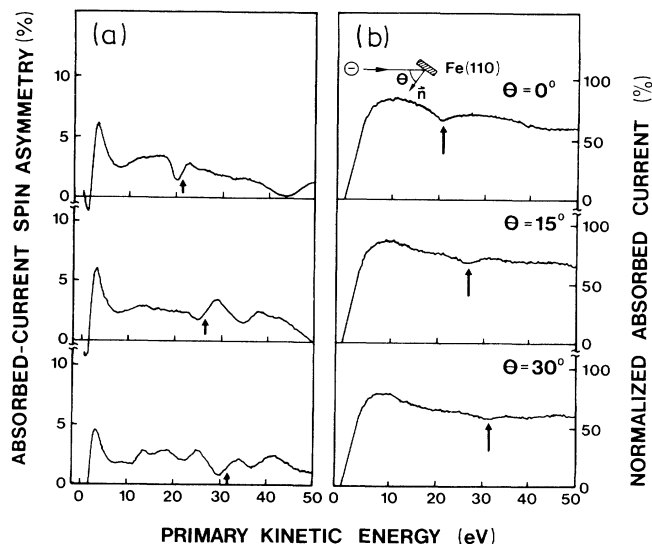 (a)
(b)
ABSORBED-CURRENT SPIN ASYMMETRY (%)
10
5
0
10
5
0
10
5
0
0 10 20 30 40 50
⊖
Θ
n⃗
Fe(110)
Θ = 0°
Θ = 15°
Θ = 30°
100
50
0
100
50
0
100
50
0
0 10 20 30 40 50
NORMALIZED ABSORBED CURRENT (%)
PRIMARY KINETIC ENERGY (eV)